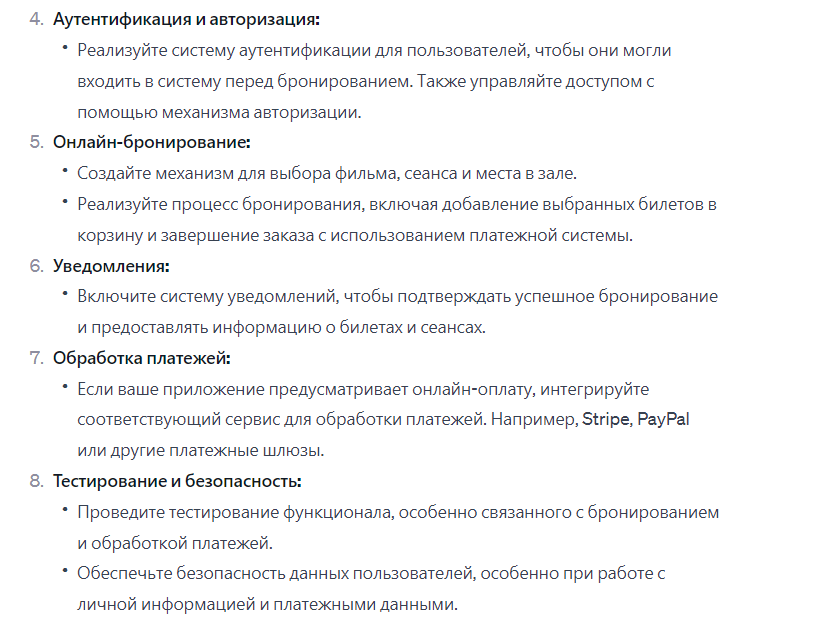 4. Аутентификация и авторизация:
• Реализуйте систему аутентификации для пользователей, чтобы они могли
входить в систему перед бронированием. Также управляйте доступом с
помощью механизма авторизации.
5. Онлайн-бронирование:
• Создайте механизм для выбора фильма, сеанса и места в зале.
• Реализуйте процесс бронирования, включая добавление выбранных билетов в
корзину и завершение заказа с использованием платежной системы.
6. Уведомления:
• Включите систему уведомлений, чтобы подтверждать успешное бронирование
и предоставлять информацию о билетах и сеансах.
7. Обработка платежей:
• Если ваше приложение предусматривает онлайн-оплату, интегрируйте
соответствующий сервис для обработки платежей. Например, Stripe, PayPal
или другие платежные шлюзы.
8. Тестирование и безопасность:
• Проведите тестирование функционала, особенно связанного с бронированием
и обработкой платежей.
• Обеспечьте безопасность данных пользователей, особенно при работе с
личной информацией и платежными данными.